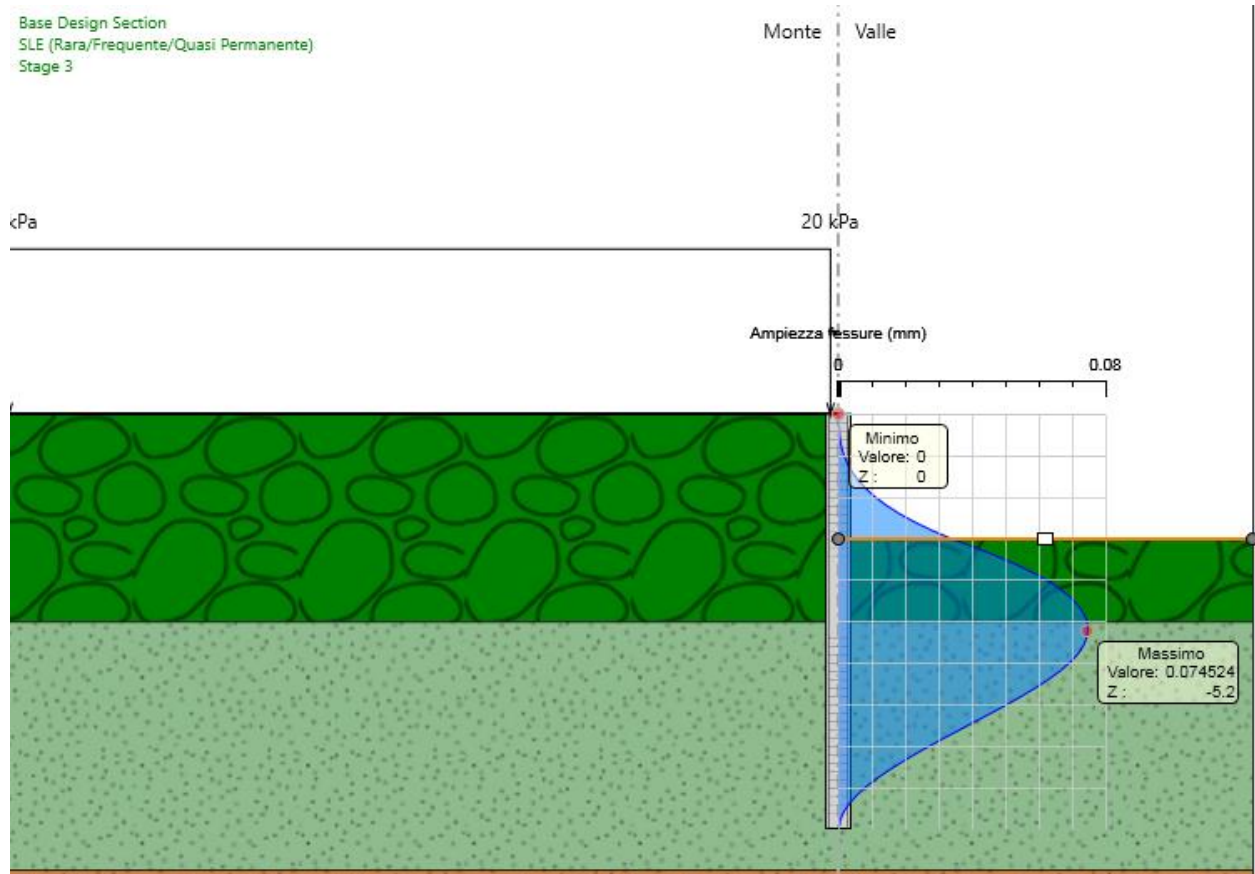 Base Design Section
SLE (Rara/Frequente/Quasi Permanente)
Stage 3
Monte
Valle
kPa
20 kPa
Ampiezza fessure (mm)
0
0.08
Minimo
Valore: 0
Z : 0
Massimo
Valore: 0.074524
Z : -5.2